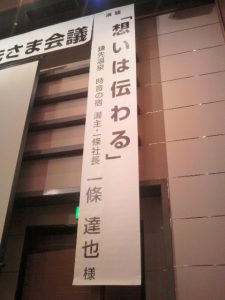 さま会議
演題
「想いは伝わる」
鎌先温泉 時音の宿 湯主一條社長
一條 達也 様